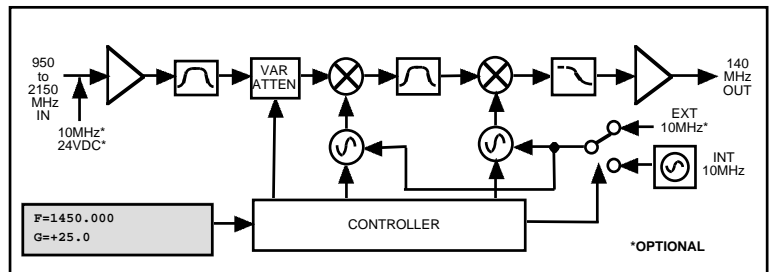 950
to
2150
MHz
IN
10MHz*
24VDC*
VAR
ATTEN
140
MHz
OUT
EXT
10MHz*
INT
10MHz
F=1450.000
G=+25.0
CONTROLLER
*OPTIONAL